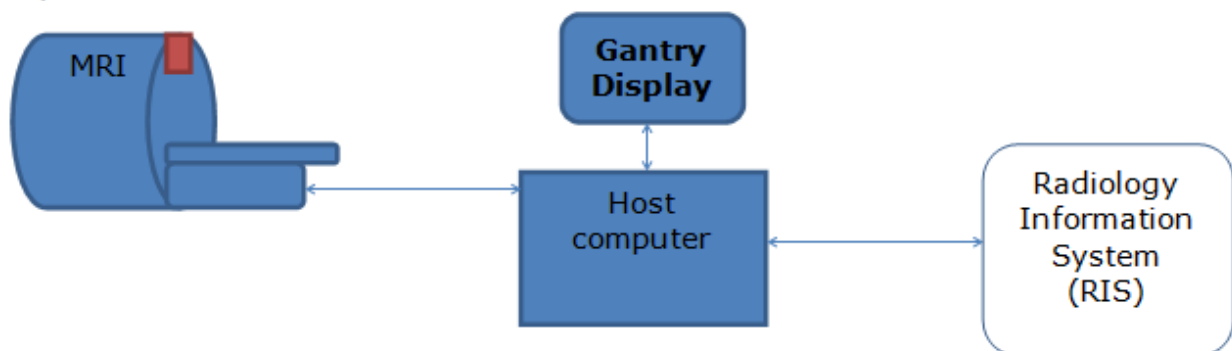 MRI
Gantry
Display
Host
computer
Radiology
Information
System
(RIS)